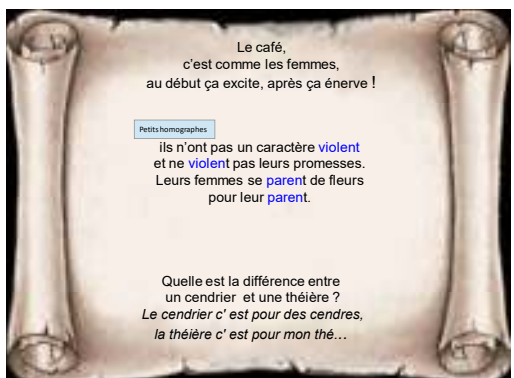 Le café,
c'est comme les femmes,
au début ça excite, après ça énerve !
Petits homographes
ils n'ont pas un caractère violent
et ne violent pas leurs promesses.
Leurs femmes se parent de fleurs
pour leur parent.
Quelle est la différence entre
un cendrier et une théière ?
Le cendrier c' est pour des cendres,
la théière c' est pour mon thé…